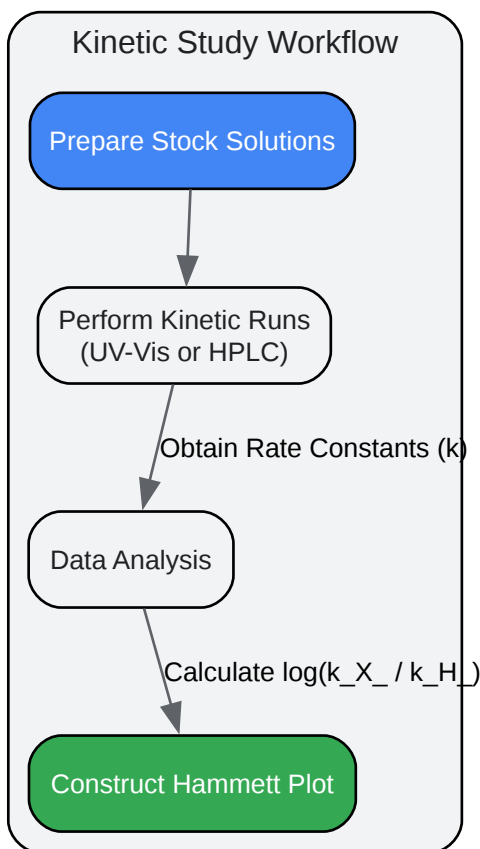 Kinetic Study Workflow
Prepare Stock Solutions
Perform Kinetic Runs
(UV-Vis or HPLC)
Obtain Rate Constants (k)
Data Analysis
Calculate log(k_X_ / k_H_)
Construct Hammett Plot